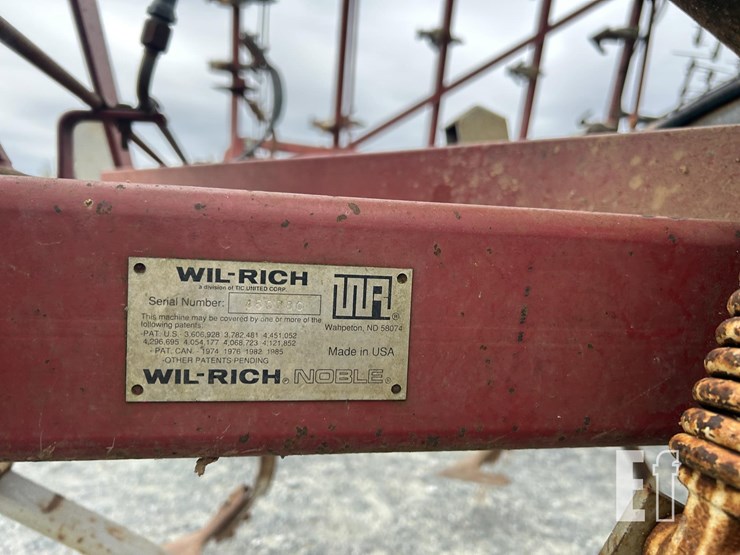 WIL-RICH
a division of TIC UNITED CORP.
Serial Number:
WR ®
Wahpeton, ND 58074
This machine may be covered by one or more of the
following patents:
-PAT. U.S. 3,606,928 3,782,481 4,451,052
4,296,695 4,054,177 4,068,723 4,121,852
-PAT. CAN. 1974 1976 1982 1985
-OTHER PATENTS PENDING
Made in USA
WIL-RICH® NOBLE®
Ef